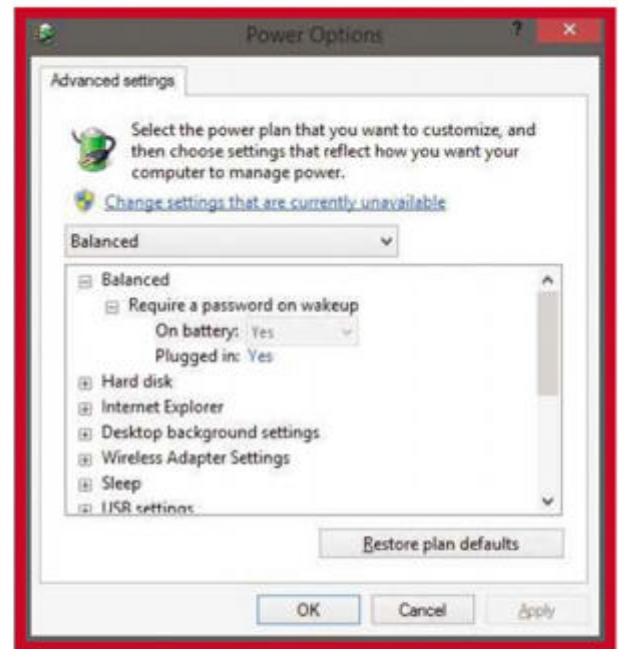 Power Options
?
Advanced settings
Select the power plan that you want to customize, and
then choose settings that reflect how you want your
computer to manage power.
Change settings that are currently unavailable
Balanced
Balanced
Require a password on wakeup
On battery: Yes
Plugged in: Yes
Hard disk
Internet Explorer
Desktop background settings
Wireless Adapter Settings
Sleep
USB settings
Restore plan defaults
OK Cancel Apply